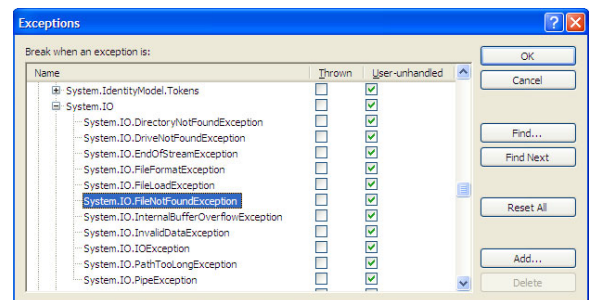 Exceptions
Break when an exception is:
Name Thrown User-unhandled
System.IdentityModel.Tokens
System.IO
System.IO.DirectoryNotFoundException
System.IO.DriveNotFoundException
System.IO.EndOfStreamException
System.IO.FileFormatException
System.IO.FileLoadException
System.IO.FileNotFoundException
System.IO.InternalBufferOverflowException
System.IO.InvalidDataException
System.IO.IOException
System.IO.PathTooLongException
System.IO.PipeException
OK
Cancel
Find...
Find Next
Reset All
Add...
Delete